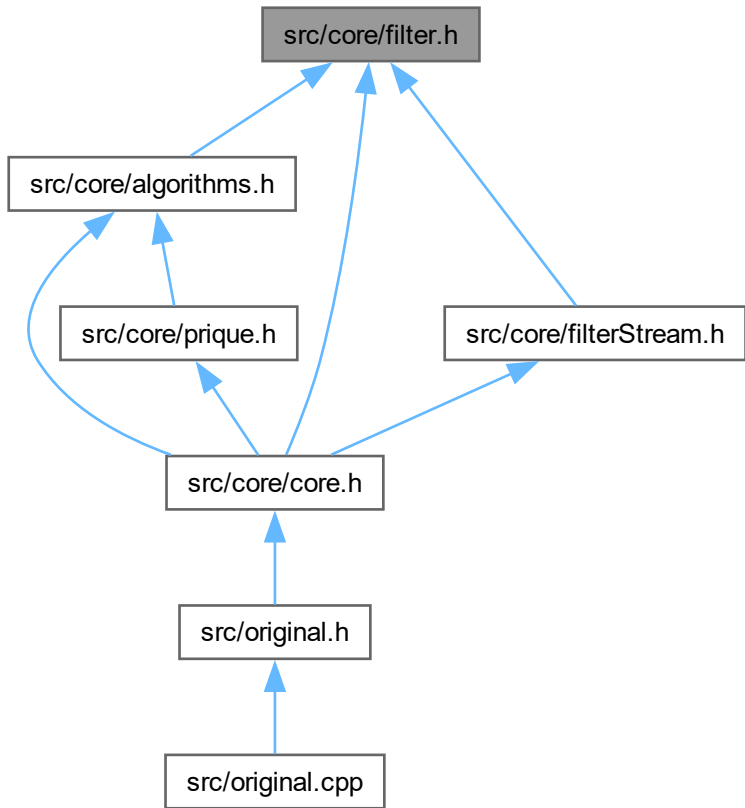 src/core/filter.h
src/core/algorithms.h
src/core/prique.h
src/core/filterStream.h
src/core/core.h
src/original.h
src/original.cpp